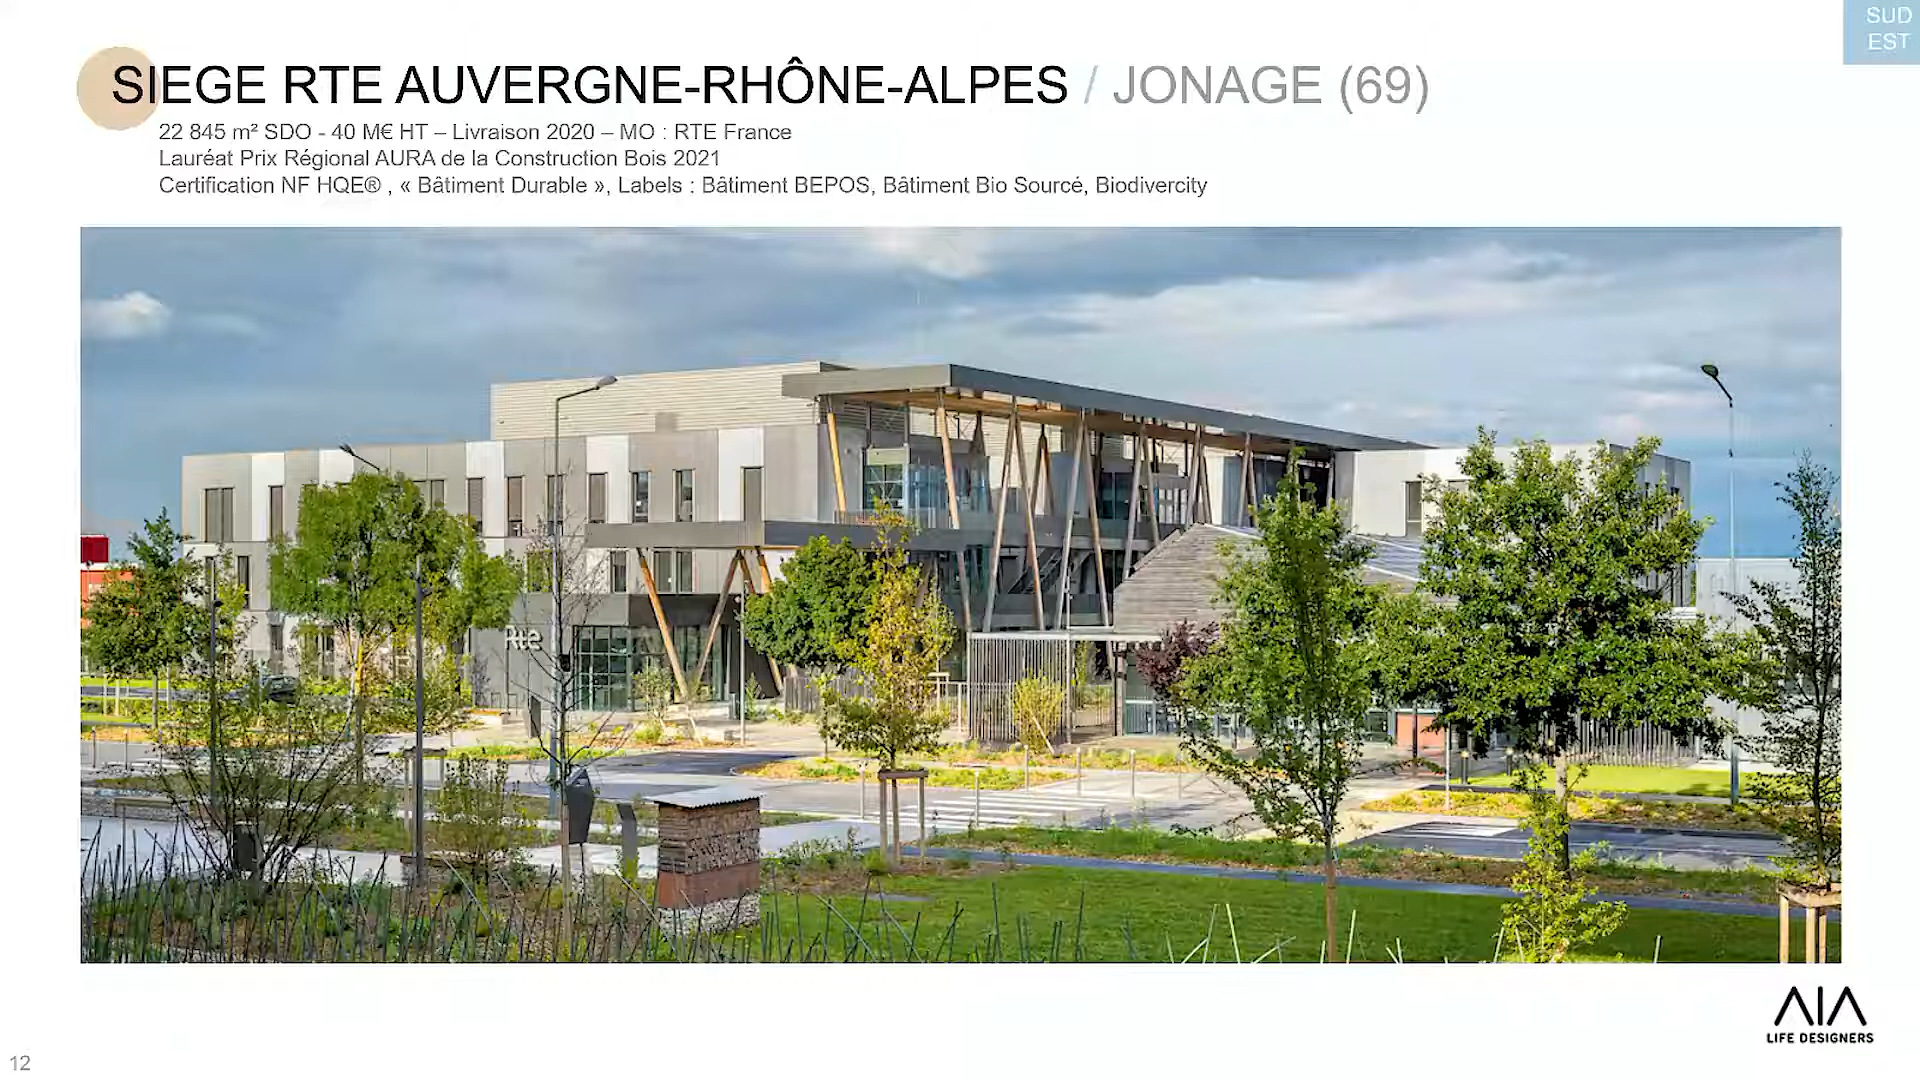 SUD
EST
SIEGE RTE AUVERGNE-RHÔNE-ALPES / JONAGE (69)
22 845 m² SDO - 40 M€ HT – Livraison 2020 – MO : RTE France
Lauréat Prix Régional AURA de la Construction Bois 2021
Certification NF HQE® , « Bâtiment Durable », Labels : Bâtiment BEPOS, Bâtiment Bio Sourcé, Biodivercity
Rte
AIA
LIFE DESIGNERS
12